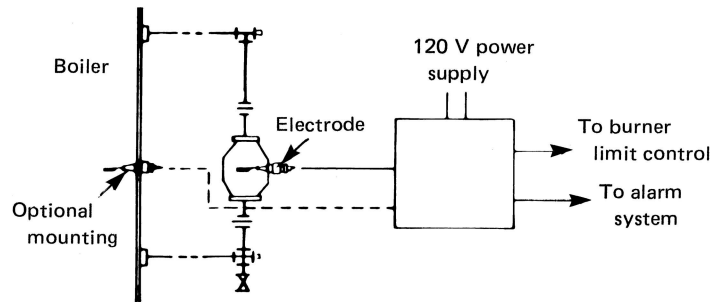 120 V power
supply
Boiler
Electrode
To burner
limit control
To alarm
system
Optional
mounting